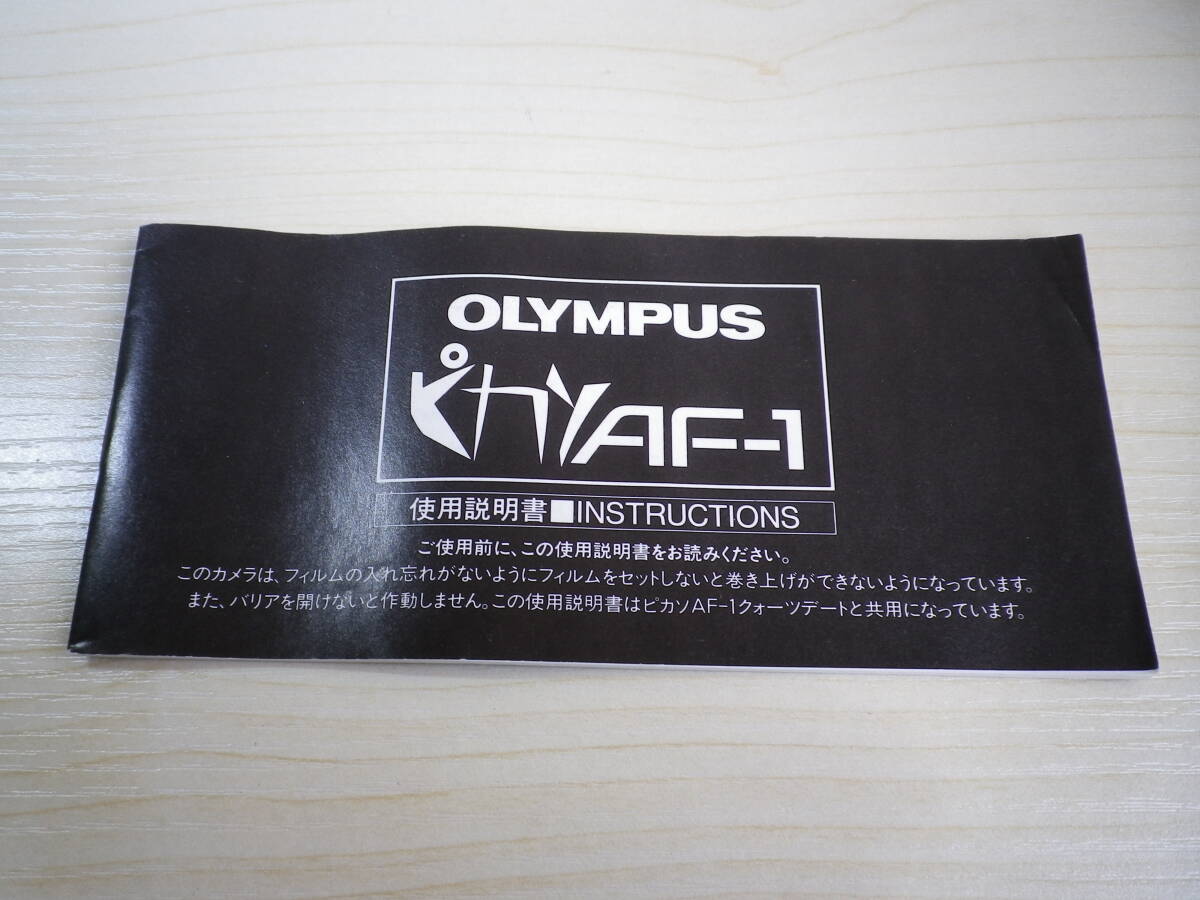 OLYMPUS
ピカソAF-1
使用説明書■INSTRUCTIONS
ご使用前に、この使用説明書をお読みください。
このカメラは、フィルムの入れ忘れがないようにフィルムをセットしないと巻き上げができないようになっています。
また、バリアを開けないと作動しません。この使用説明書はピカソAF-1クォーツデートと共用になっています。